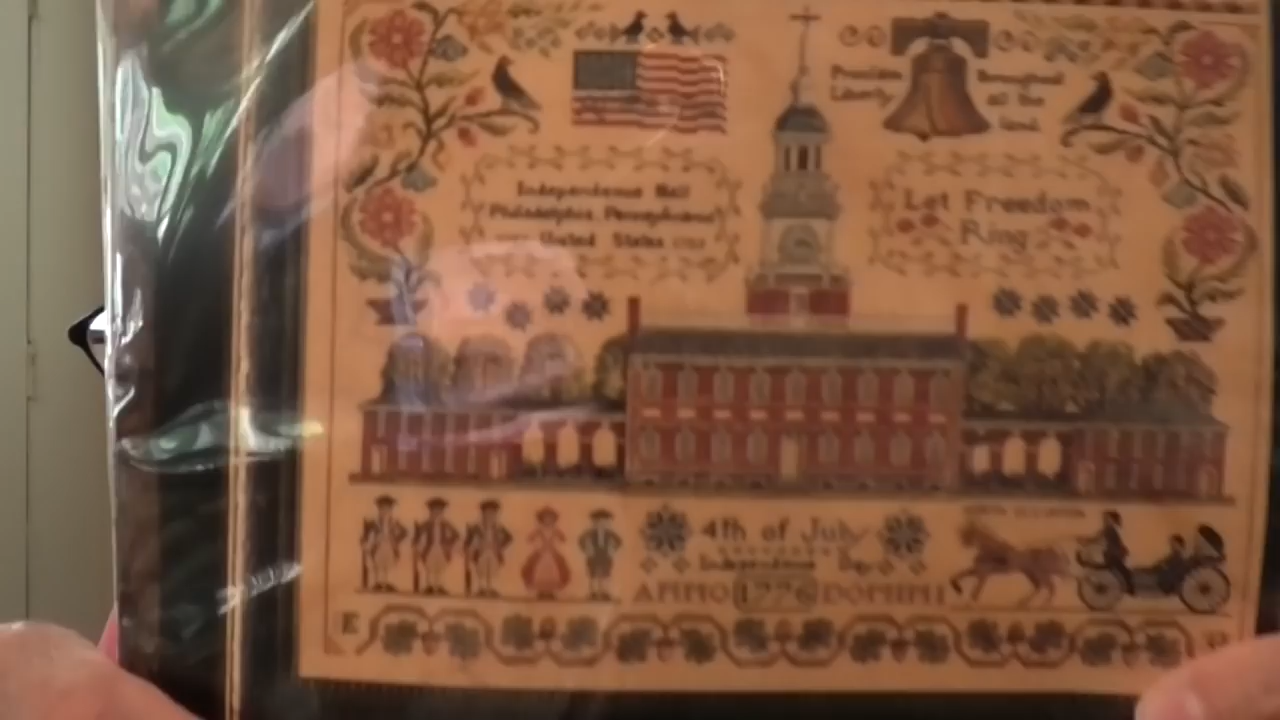 Proclaim
Liberty
throughout
all the
land
Independence Hall
Philadelphia, Pennsylvania
United States
Let Freedom
Ring
4th of July
Independence Day
ANNO 1776 DOMINI
E